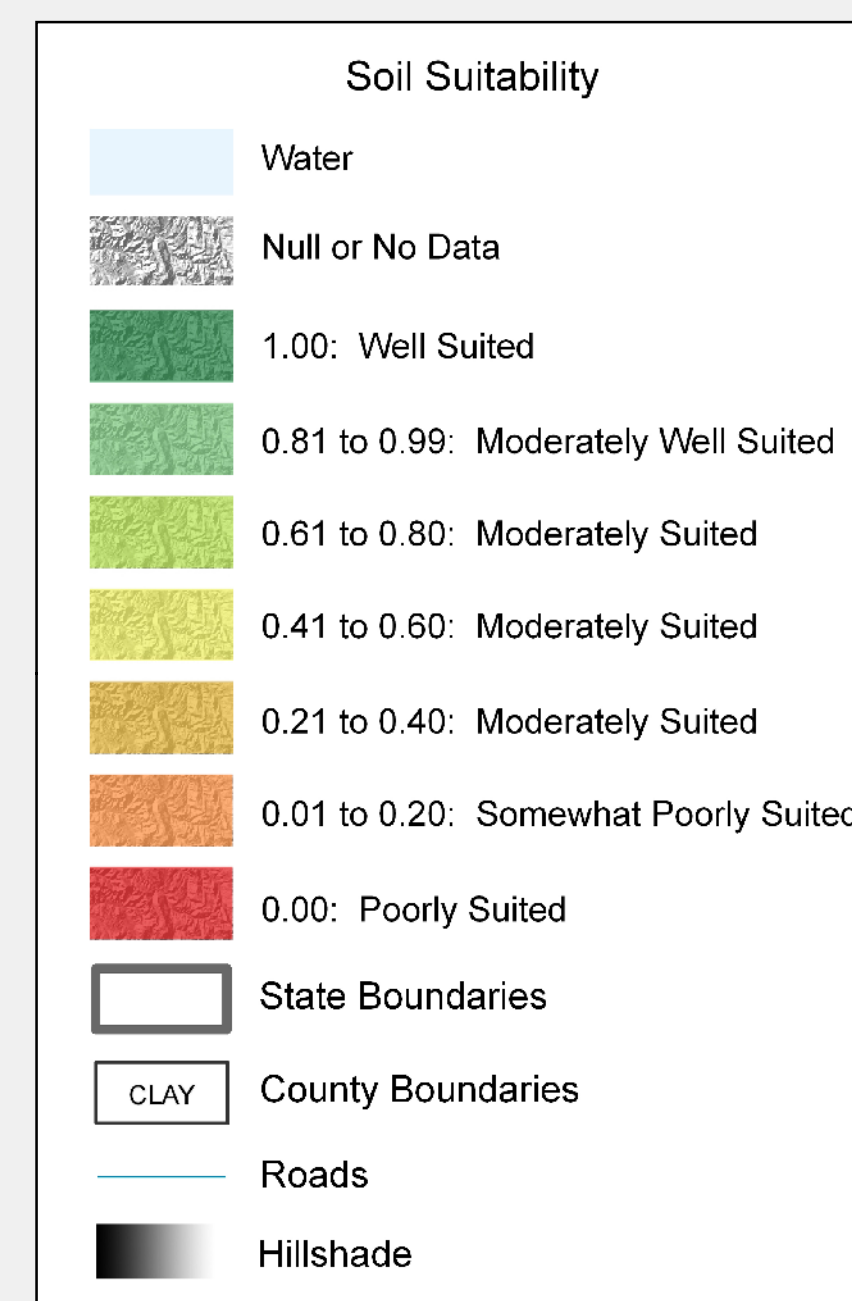 Soil Suitability
Water
Null or No Data
1.00:  Well Suited
0.81 to 0.99:  Moderately Well Suited
0.61 to 0.80:  Moderately Suited
0.41 to 0.60:  Moderately Suited
0.21 to 0.40:  Moderately Suited
0.01 to 0.20:  Somewhat Poorly Suited
0.00:  Poorly Suited
State Boundaries
CLAY County Boundaries
Roads
Hillshade